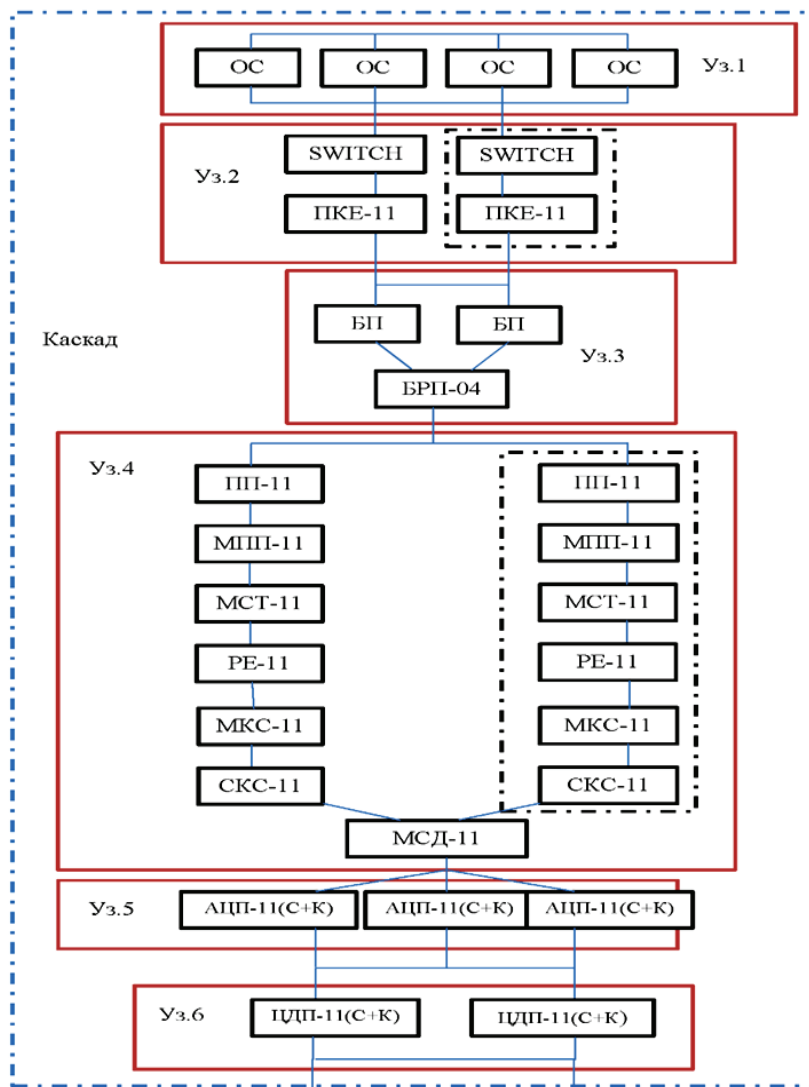 ОС ОС ОС ОС Уз.1
SWITCH SWITCH
Уз.2
ПКЕ-11 ПКЕ-11
БП БП
Каскад
Уз.3
БРП-04
Уз.4
ПП-11 ПП-11
МПП-11 МПП-11
МСТ-11 МСТ-11
РЕ-11 РЕ-11
МКС-11 МКС-11
СКС-11 СКС-11
МСД-11
Уз.5 АЦП-11(С+К) АЦП-11(С+К) АЦП-11(С+К)
Уз.6 ЦДП-11(С+К) ЦДП-11(С+К)